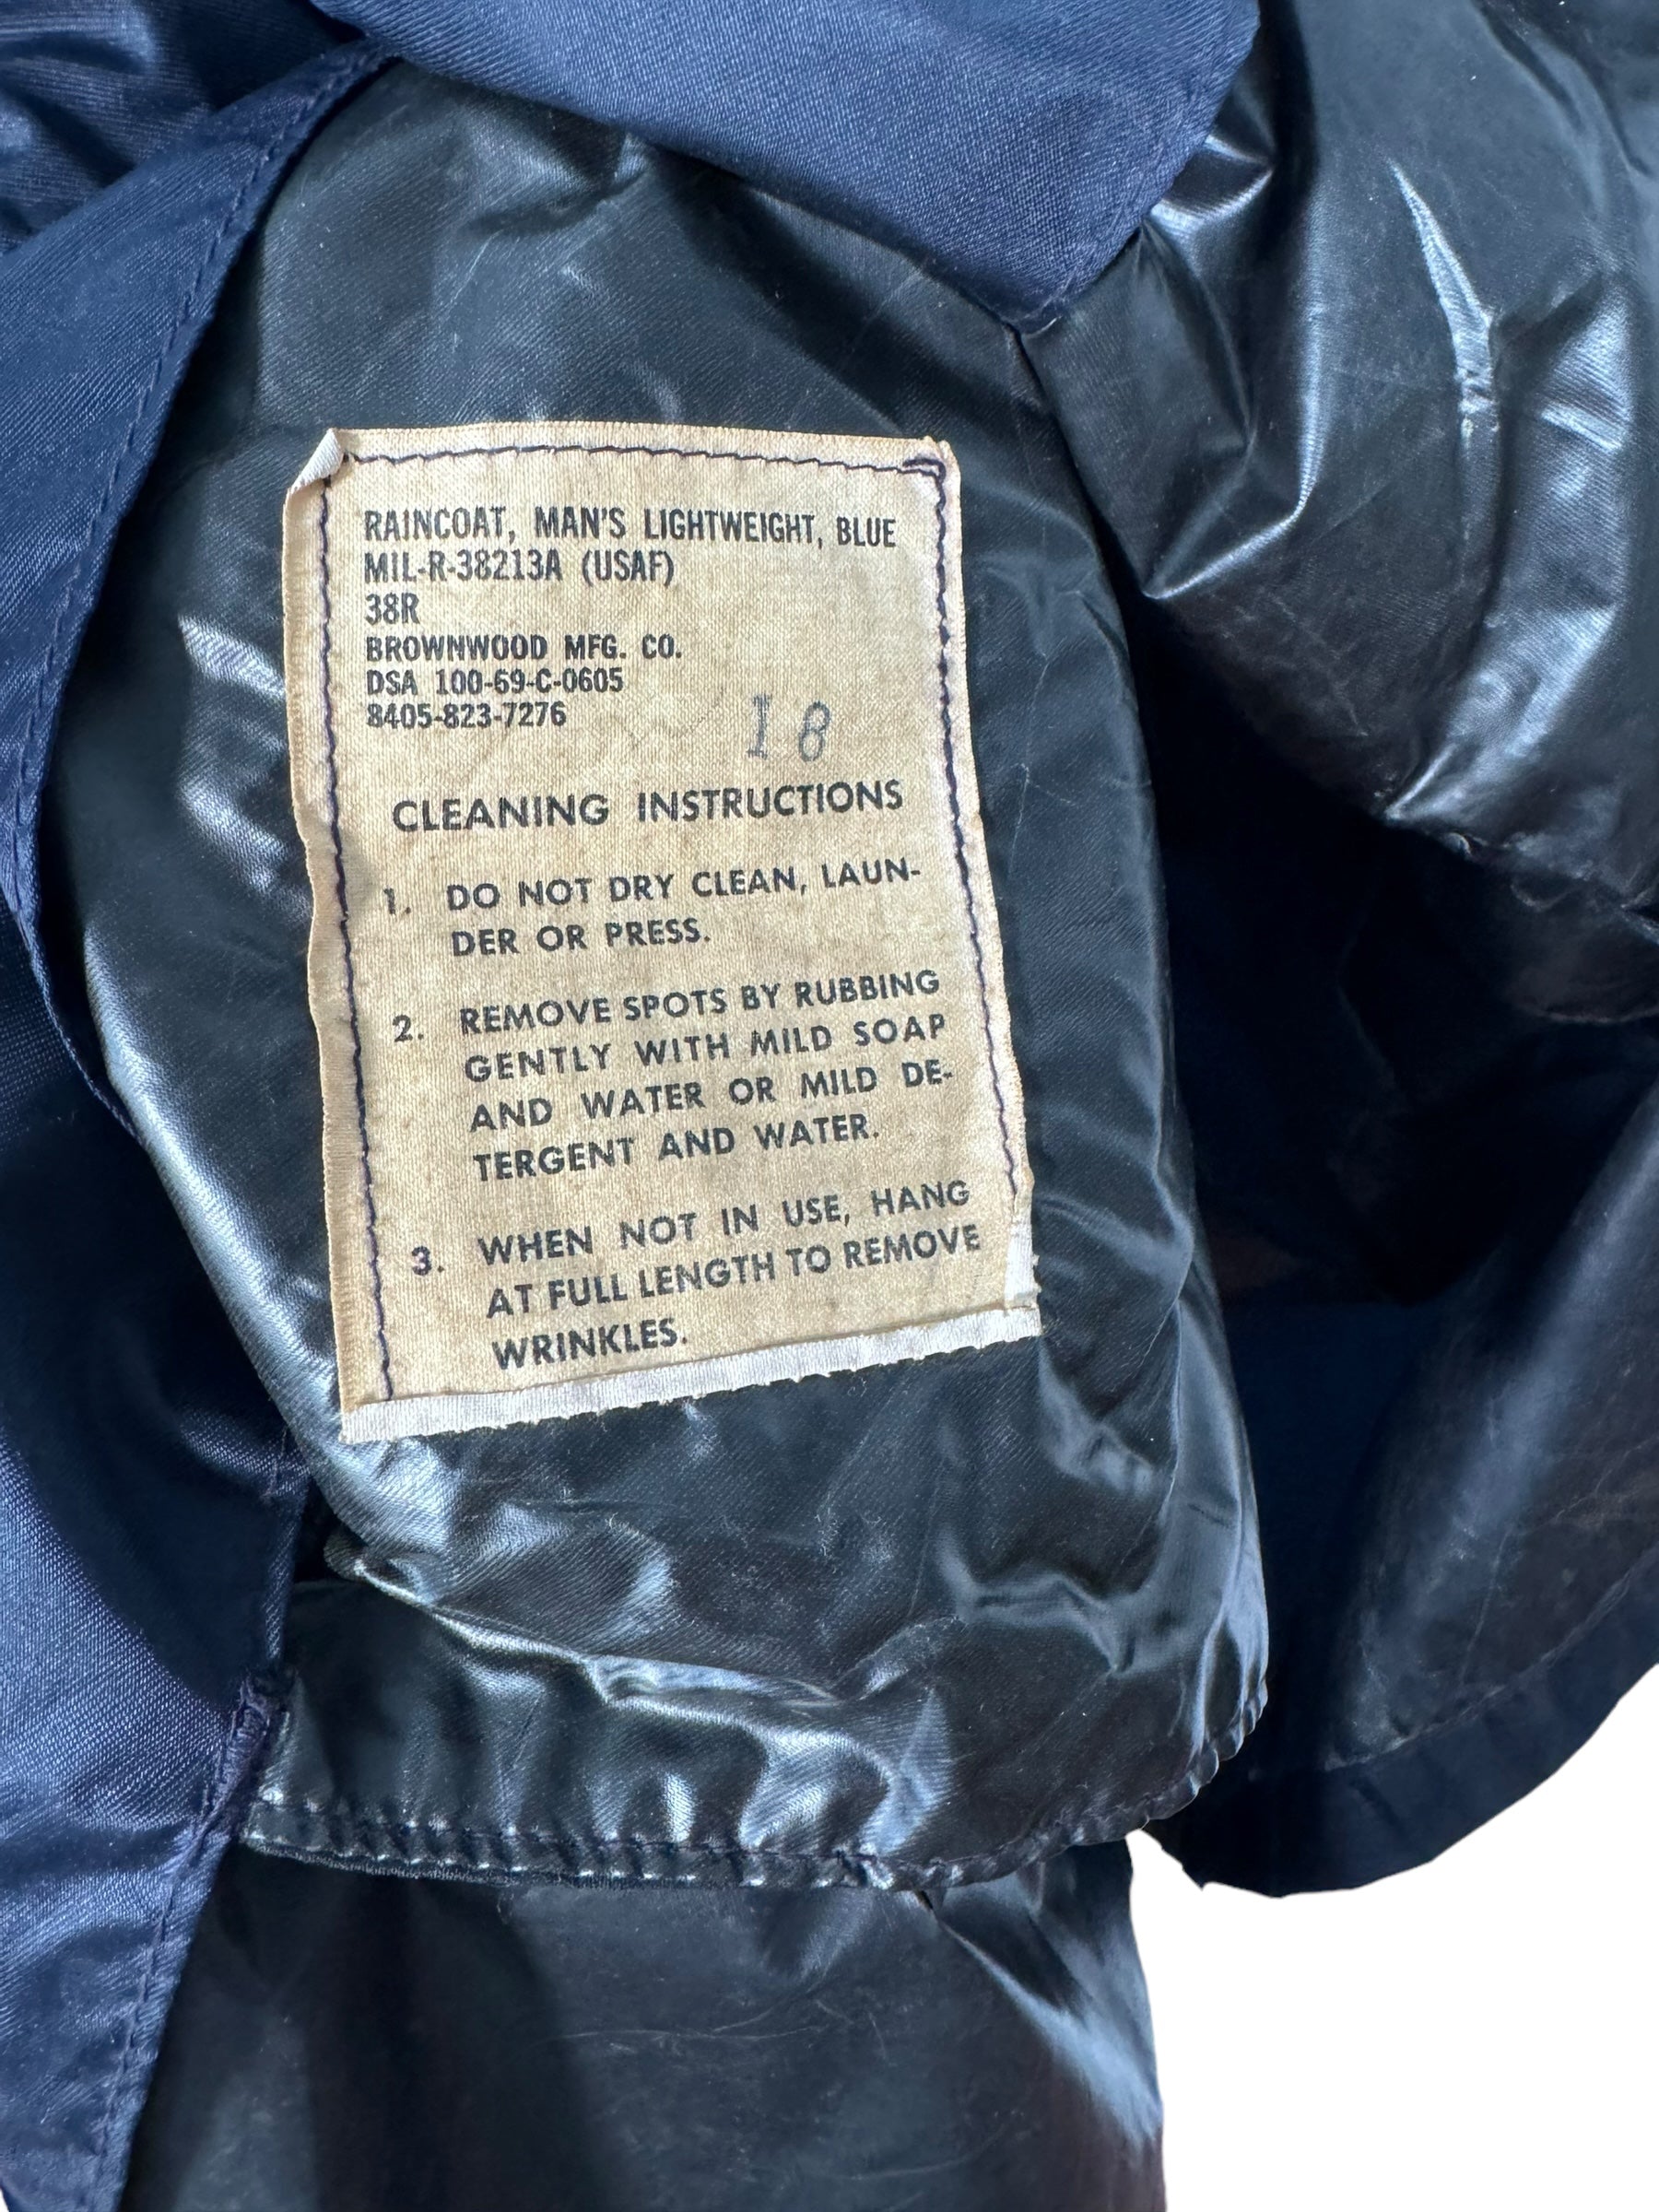 RAINCOAT, MAN'S LIGHTWEIGHT, BLUE
MIL-R-38213A (USAF)
38R
BROWNWOOD MFG. CO.
DSA 100-69-C-0605
8405-823-7276
18
CLEANING INSTRUCTIONS
1. DO NOT DRY CLEAN, LAUN-
DER OR PRESS.
2. REMOVE SPOTS BY RUBBING
GENTLY WITH MILD SOAP
AND WATER OR MILD DE-
TERGENT AND WATER.
3. WHEN NOT IN USE, HANG
AT FULL LENGTH TO REMOVE
WRINKLES.